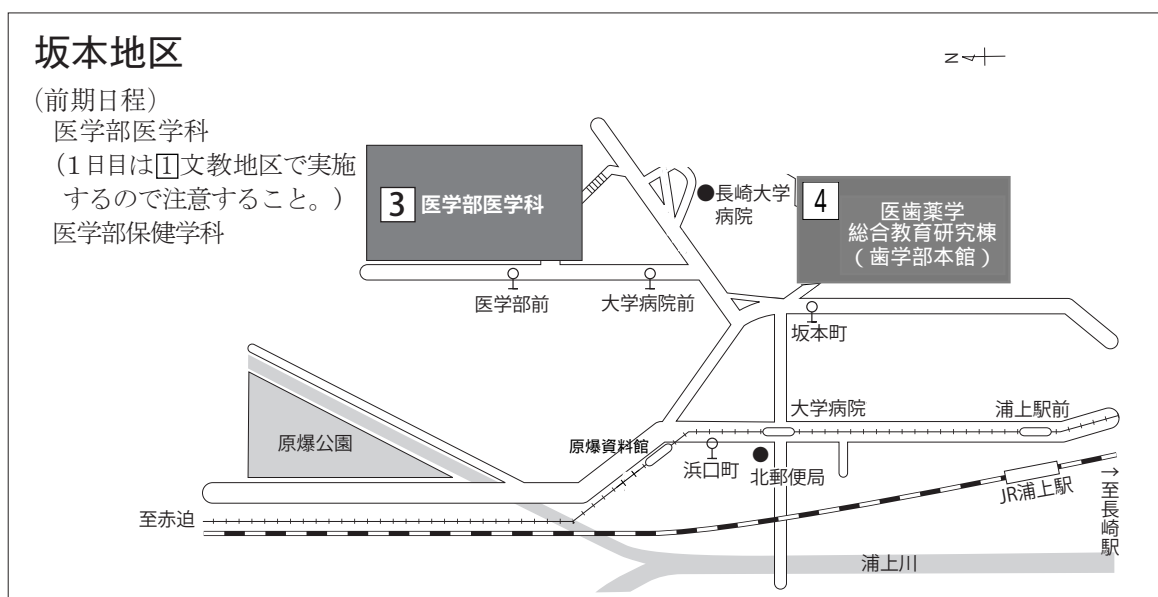 坂本地区
N
（前期日程）
医学部医学科
（1日目は1文教地区で実施
するので注意すること。）
医学部保健学科
3 医学部医学科
長崎大学
病院
4
医歯薬学
総合教育研究棟
（歯学部本館）
医学部前
大学病院前
坂本町
大学病院
浦上駅前
原爆公園
原爆資料館
浜口町
北郵便局
JR浦上駅
→至長崎駅
至赤迫
浦上川